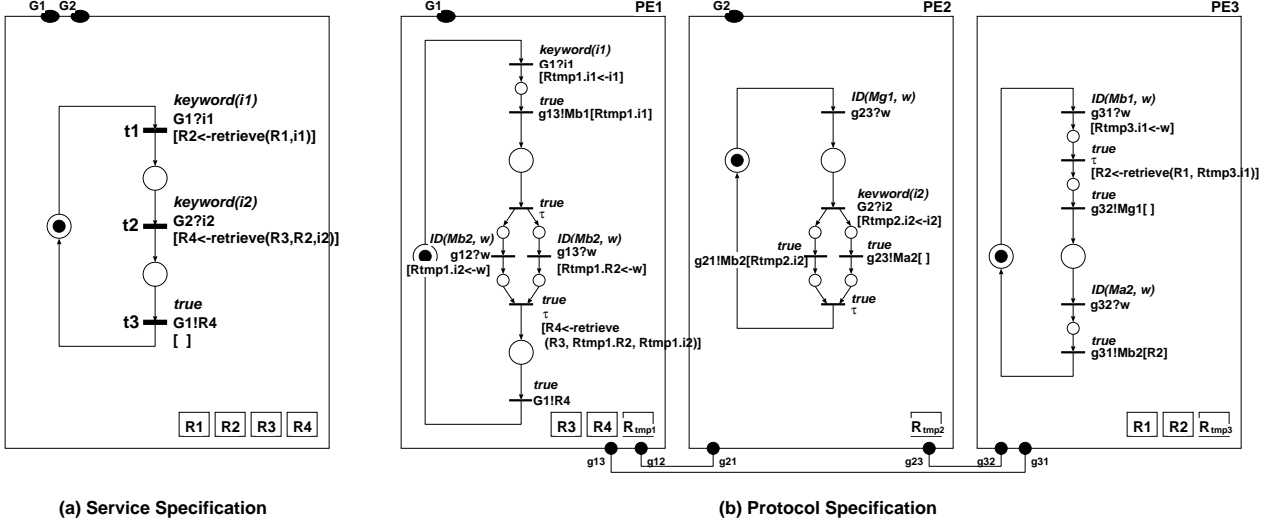 G1 G2
keyword(i1)
G1?i1
t1
[R2<-retrieve(R1,i1)]
keyword(i2)
t2
G2?i2
[R4<-retrieve(R3,R2,i2)]
true
t3
G1!R4
[ ]
R1 R2 R3 R4
(a) Service Specification
G1
PE1
keyword(i1)
G1?i1
[Rtmp1.i1<-i1]
true
g13!Mb1[Rtmp1.i1]
true
τ
ID(Mb2, w) ID(Mb2, w)
g12?w g13?w
[Rtmp1.i2<-w] [Rtmp1.R2<-w]
true
τ
[R4<-retrieve
(R3, Rtmp1.R2, Rtmp1.i2)]
true
G1!R4
R3 R4 Rtmp1
g13 g12
G2
PE2
ID(Mg1, w)
g23?w
keyword(i2)
G2?i2
[Rtmp2.i2<-i2]
true true
g21!Mb2[Rtmp2.i2] g23!Ma2[ ]
true
τ
Rtmp2
g21 g23
PE3
ID(Mb1, w)
g31?w
[Rtmp3.i1<-w]
true
τ
[R2<-retrieve(R1, Rtmp3.i1)]
true
g32!Mg1[ ]
ID(Ma2, w)
g32?w
true
g31!Mb2[R2]
R1 R2 Rtmp3
g32 g31
(b) Protocol Specification